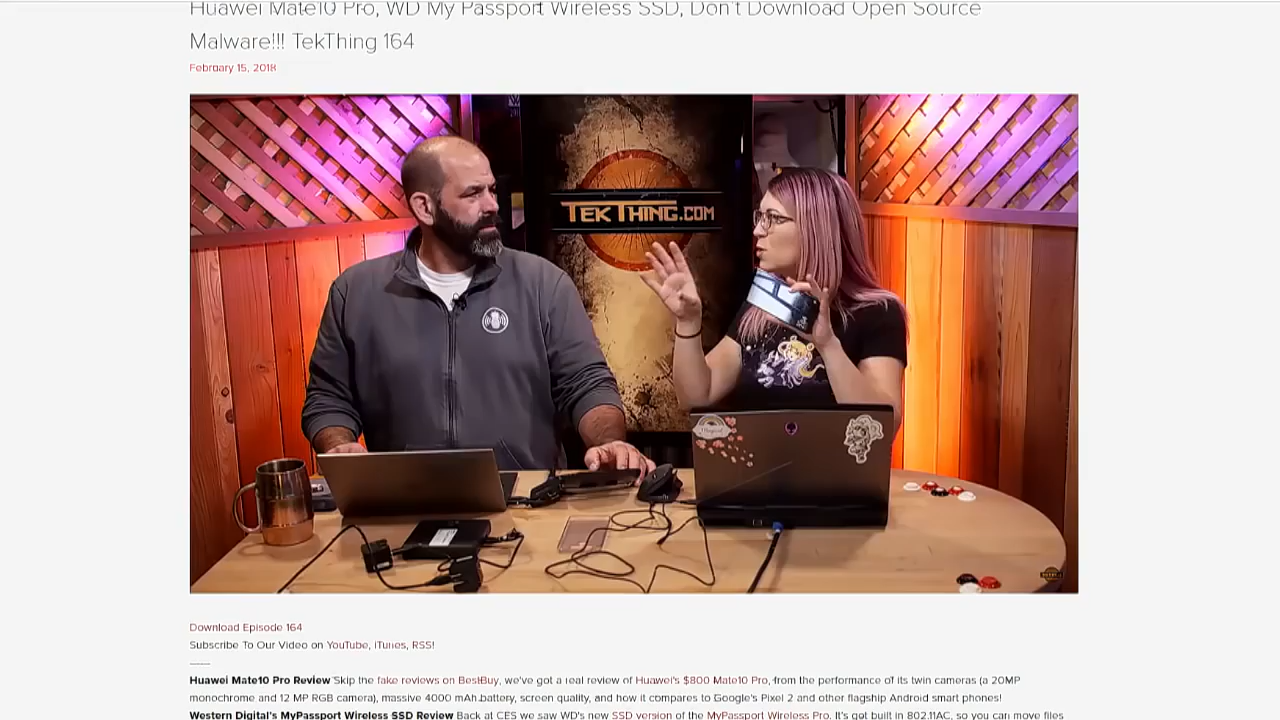 Huawei Mate10 Pro, WD My Passport Wireless SSD, Don't Download Open Source
Malware!!! TekThing 164
February 15, 2018
TEKTHING.COM
Download Episode 164
Subscribe To Our Video on YouTube, iTunes, RSS!
——
Huawei Mate10 Pro Review Skip the fake reviews on BestBuy, we've got a real review of Huawei's $800 Mate10 Pro, from the performance of its twin cameras (a 20MP
monochrome and 12 MP RGB camera), massive 4000 mAh battery, screen quality, and how it compares to Google's Pixel 2 and other flagship Android smart phones!
Western Digital's MyPassport Wireless SSD Review Back at CES we saw WD's new SSD version of the MyPassport Wireless Pro. It's got built in 802.11AC, so you can move files